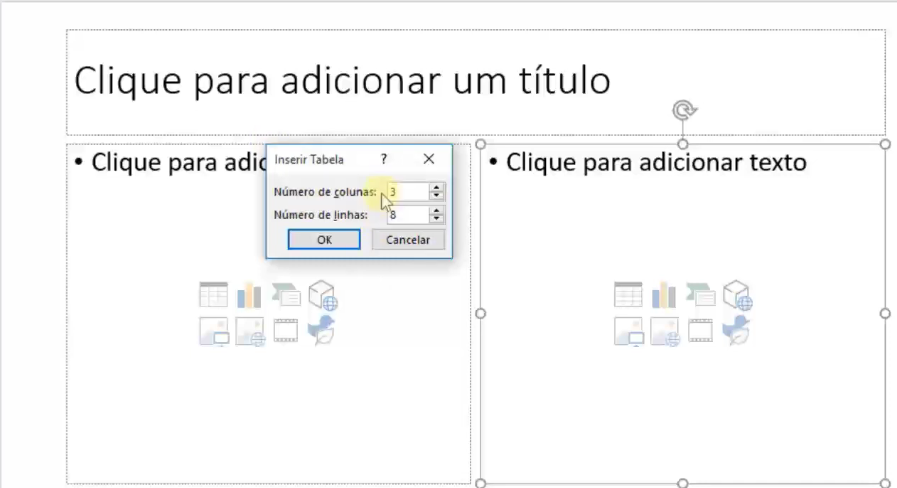 Clique para adicionar um título
• Clique para adic
Inserir Tabela ?
Número de colunas: 3
Número de linhas: 8
OK Cancelar
• Clique para adicionar texto